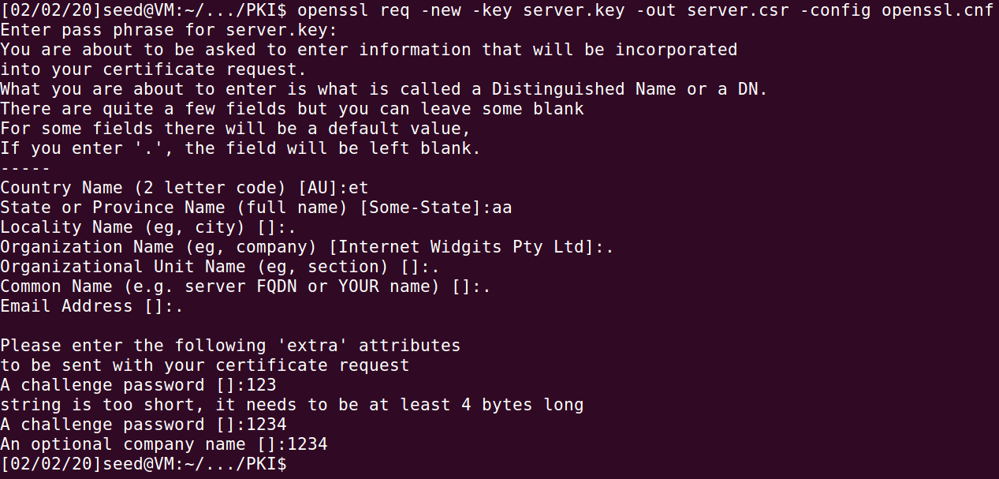 [02/02/20]seed@VM:~/.../PKI$ openssl req -new -key server.key -out server.csr -config openssl.cnf
Enter pass phrase for server.key:
You are about to be asked to enter information that will be incorporated
into your certificate request.
What you are about to enter is what is called a Distinguished Name or a DN.
There are quite a few fields but you can leave some blank
For some fields there will be a default value,
If you enter '.', the field will be left blank.
-----
Country Name (2 letter code) [AU]:et
State or Province Name (full name) [Some-State]:aa
Locality Name (eg, city) []:.
Organization Name (eg, company) [Internet Widgits Pty Ltd]:.
Organizational Unit Name (eg, section) []:.
Common Name (e.g. server FQDN or YOUR name) []:.
Email Address []:.

Please enter the following 'extra' attributes
to be sent with your certificate request
A challenge password []:123
string is too short, it needs to be at least 4 bytes long
A challenge password []:1234
An optional company name []:1234
[02/02/20]seed@VM:~/.../PKI$